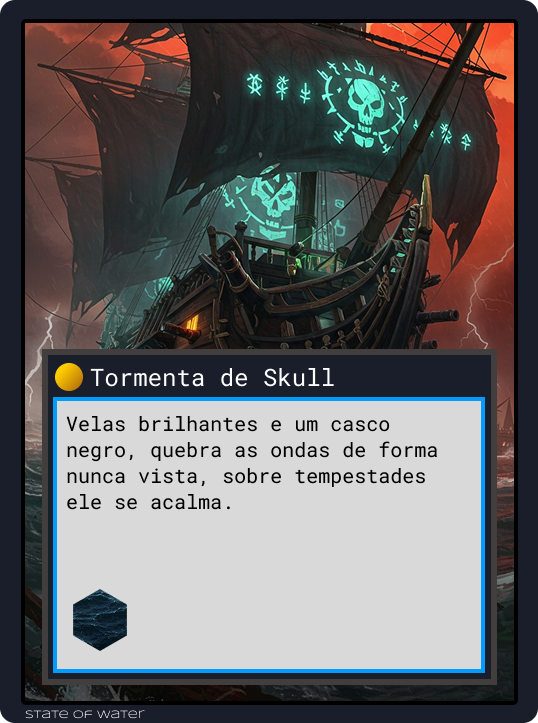 Tormenta de Skull
Velas brilhantes e um casco
negro, quebra as ondas de forma
nunca vista, sobre tempestades
ele se acalma.
STATE OF WATER